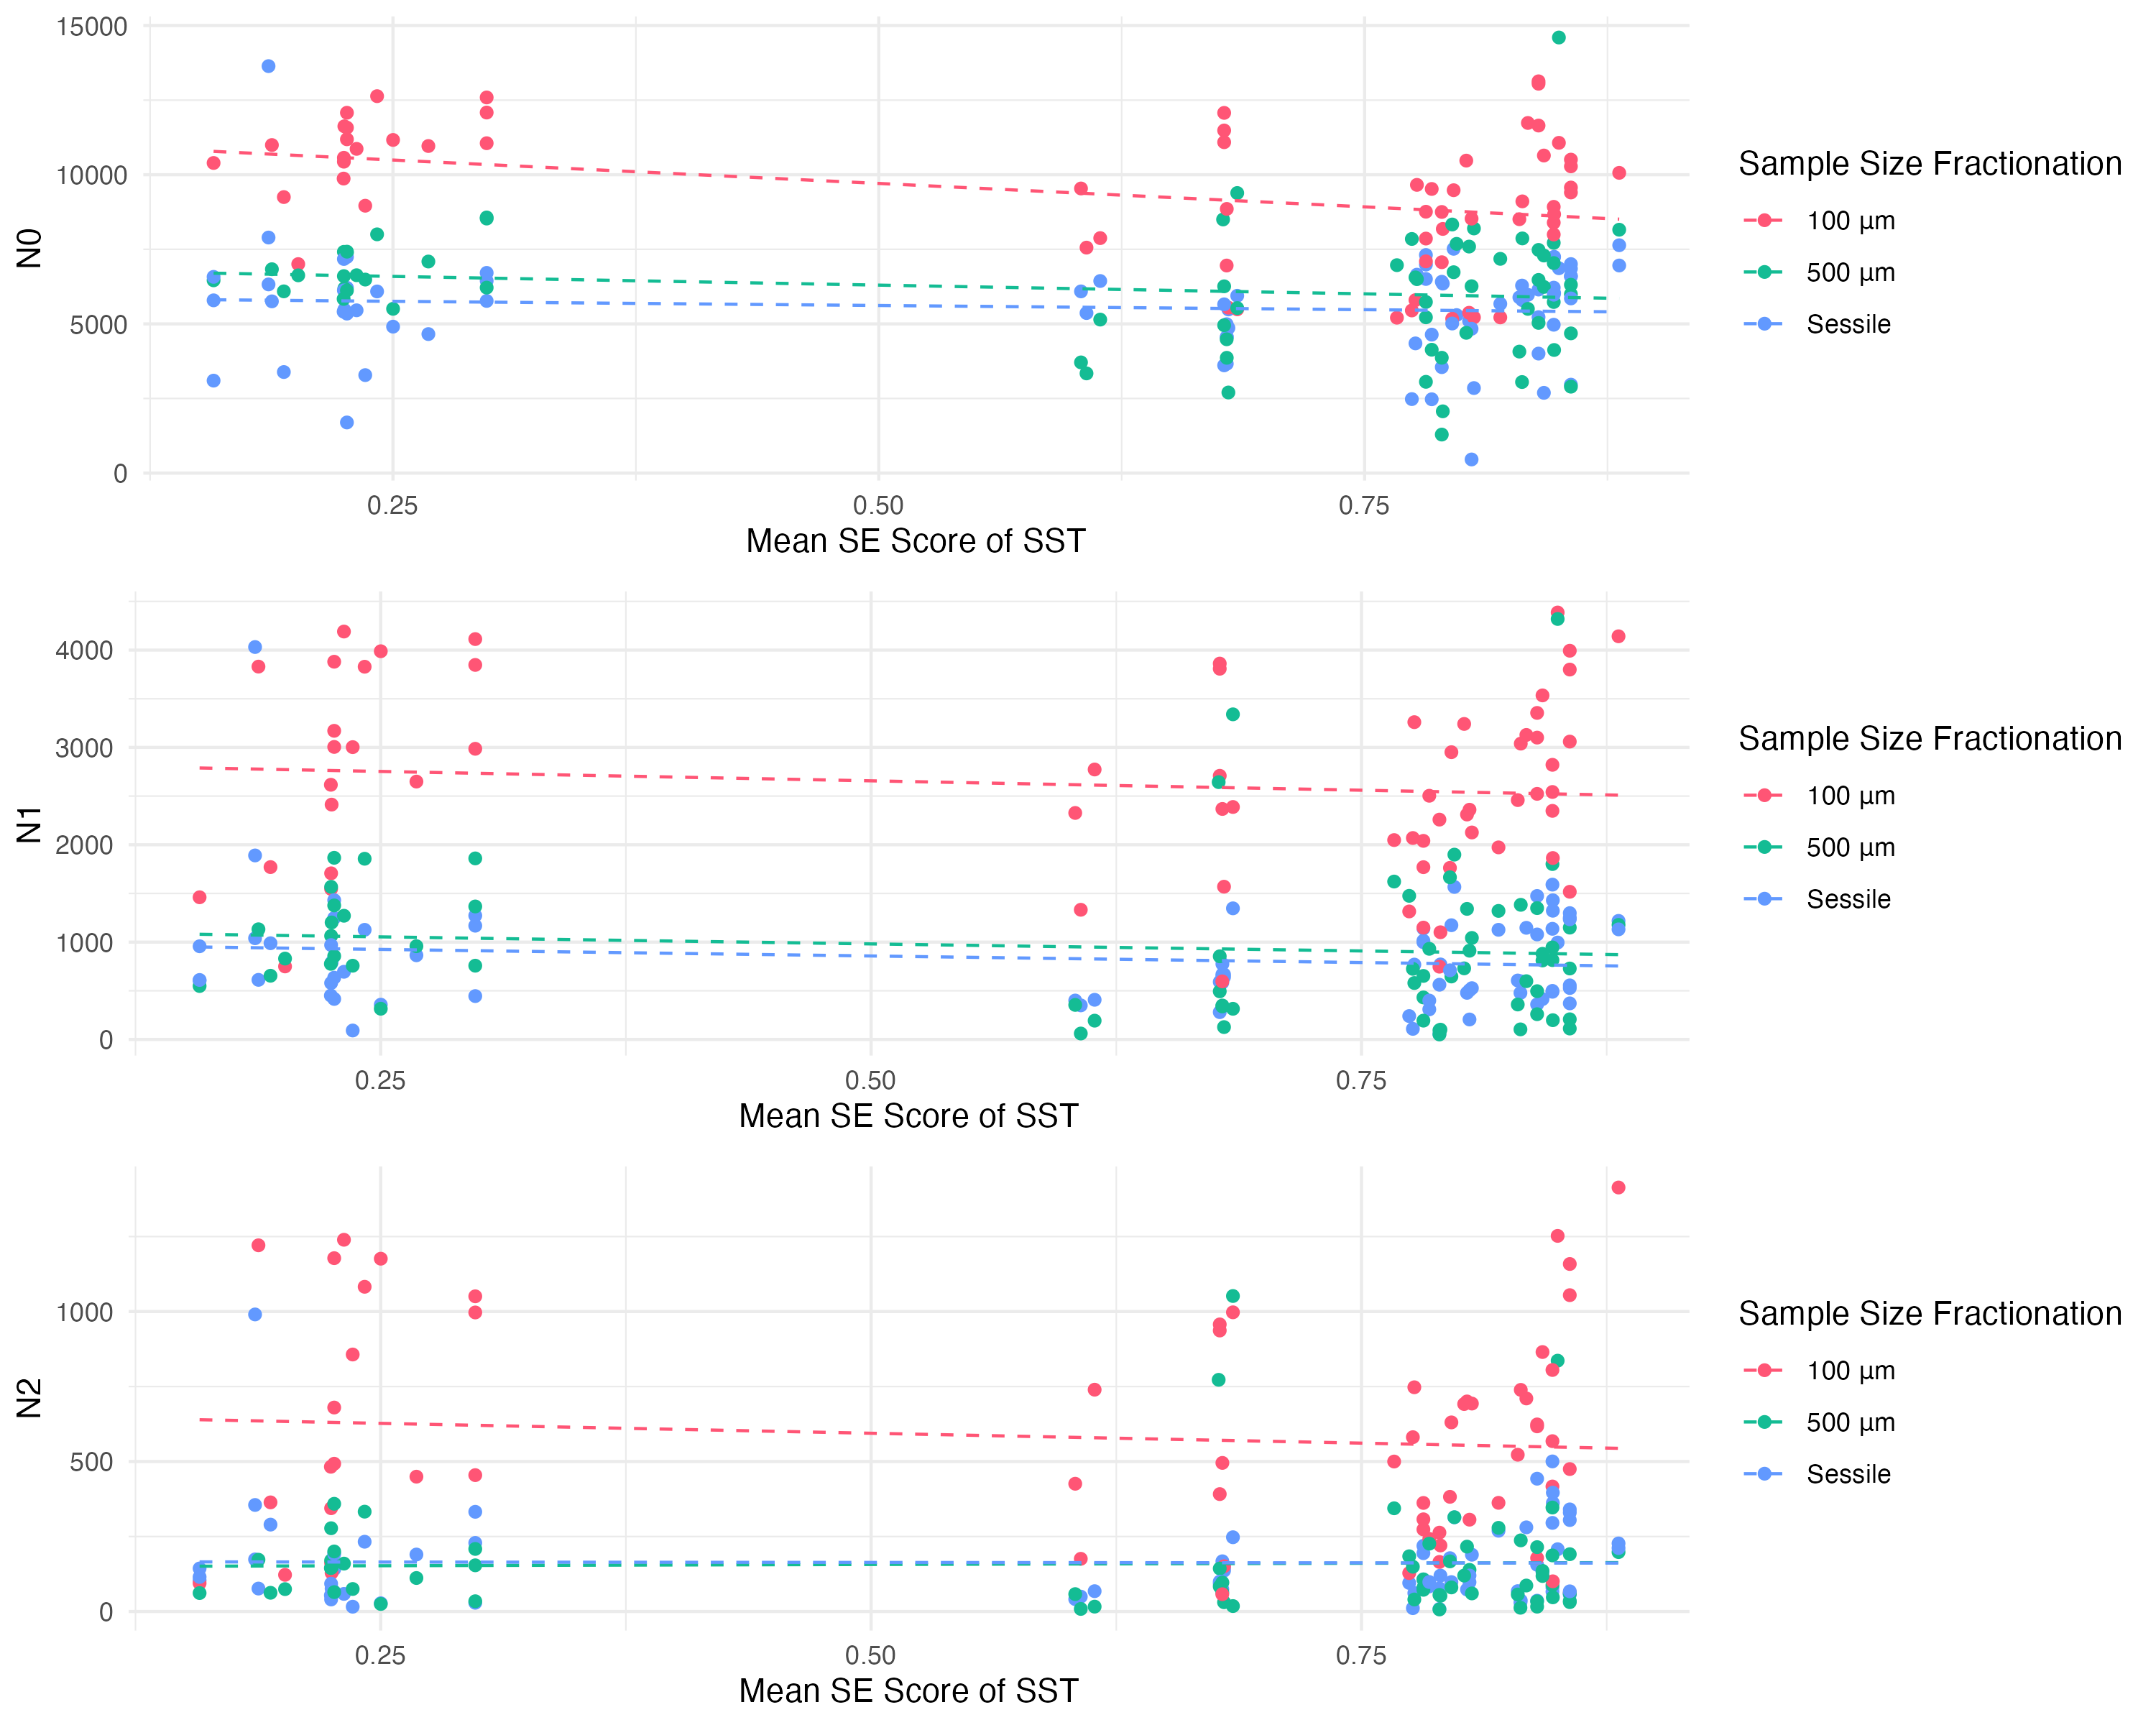 15000
10000
5000
0
N0
0.25 0.50 0.75
Mean SE Score of SST
Sample Size Fractionation
100 µm
500 µm
Sessile
4000
3000
2000
1000
0
N1
0.25 0.50 0.75
Mean SE Score of SST
Sample Size Fractionation
100 µm
500 µm
Sessile
1000
500
0
N2
0.25 0.50 0.75
Mean SE Score of SST
Sample Size Fractionation
100 µm
500 µm
Sessile